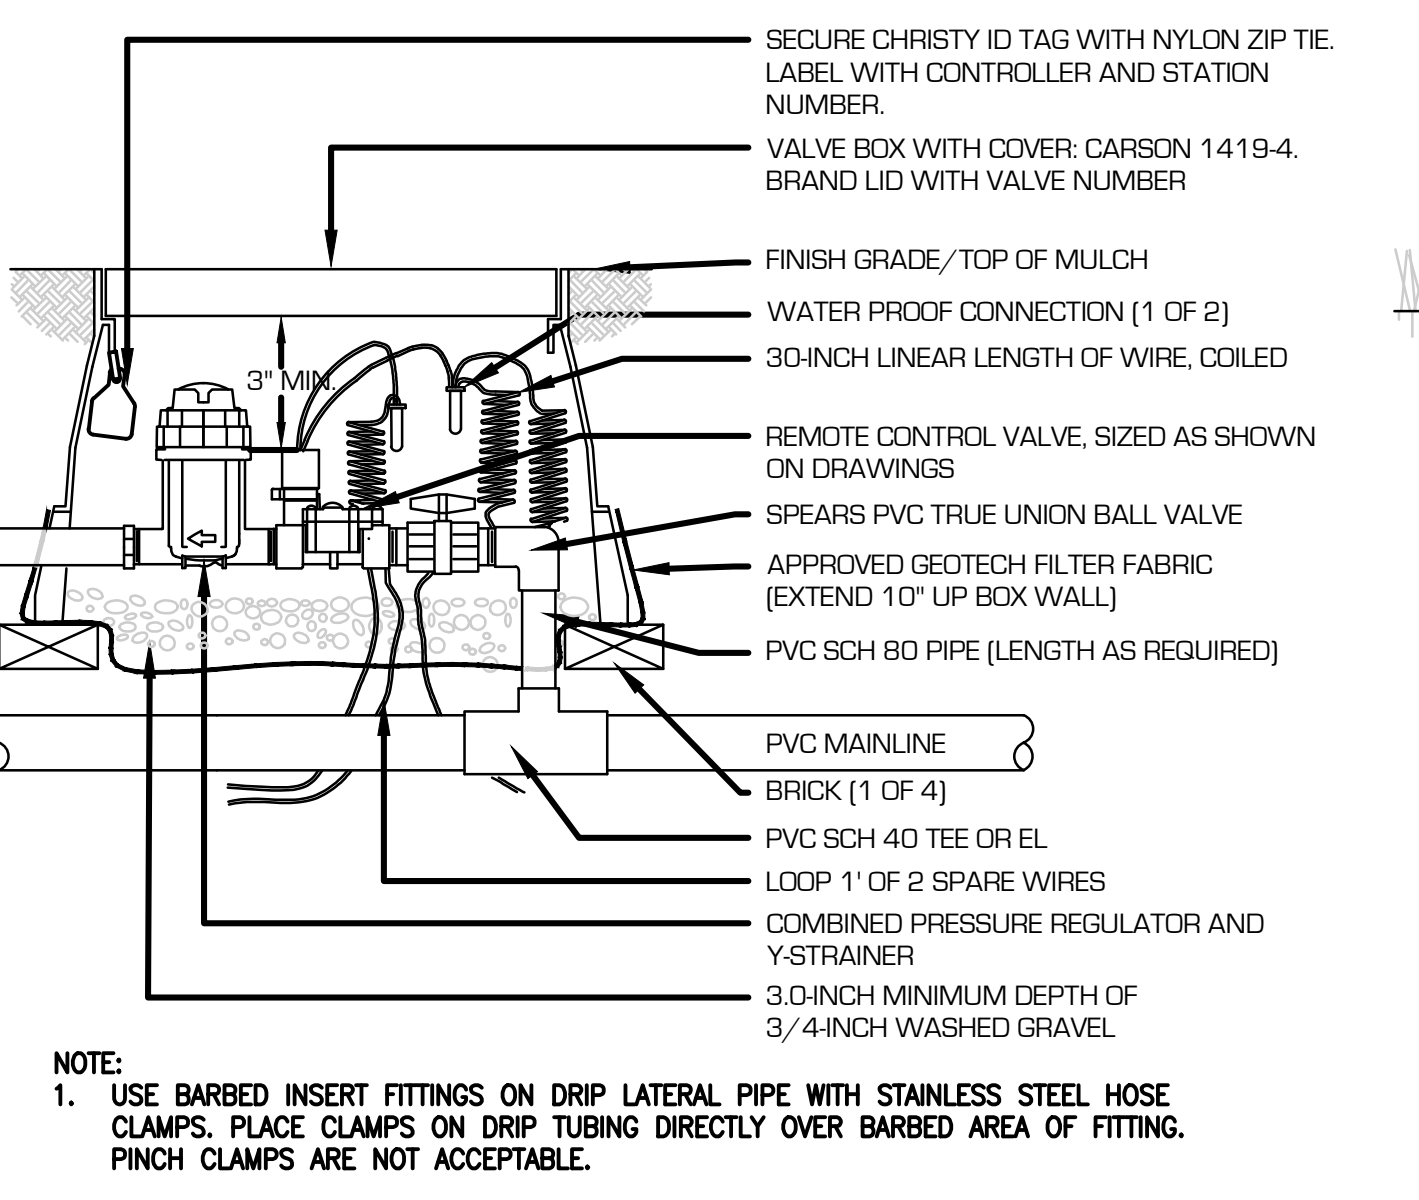 SECURE CHRISTY ID TAG WITH NYLON ZIP TIE.
LABEL WITH CONTROLLER AND STATION
NUMBER.
VALVE BOX WITH COVER: CARSON 1419-4.
BRAND LID WITH VALVE NUMBER
FINISH GRADE/TOP OF MULCH
WATER PROOF CONNECTION (1 OF 2)
30-INCH LINEAR LENGTH OF WIRE, COILED
3" MIN.
REMOTE CONTROL VALVE, SIZED AS SHOWN
ON DRAWINGS
SPEARS PVC TRUE UNION BALL VALVE
APPROVED GEOTECH FILTER FABRIC
(EXTEND 10" UP BOX WALL)
PVC SCH 80 PIPE (LENGTH AS REQUIRED)
PVC MAINLINE
BRICK (1 OF 4)
PVC SCH 40 TEE OR EL
LOOP 1' OF 2 SPARE WIRES
COMBINED PRESSURE REGULATOR AND
Y-STRAINER
3.0-INCH MINIMUM DEPTH OF
3/4-INCH WASHED GRAVEL
NOTE:
1. USE BARBED INSERT FITTINGS ON DRIP LATERAL PIPE WITH STAINLESS STEEL HOSE
CLAMPS. PLACE CLAMPS ON DRIP TUBING DIRECTLY OVER BARBED AREA OF FITTING.
PINCH CLAMPS ARE NOT ACCEPTABLE.